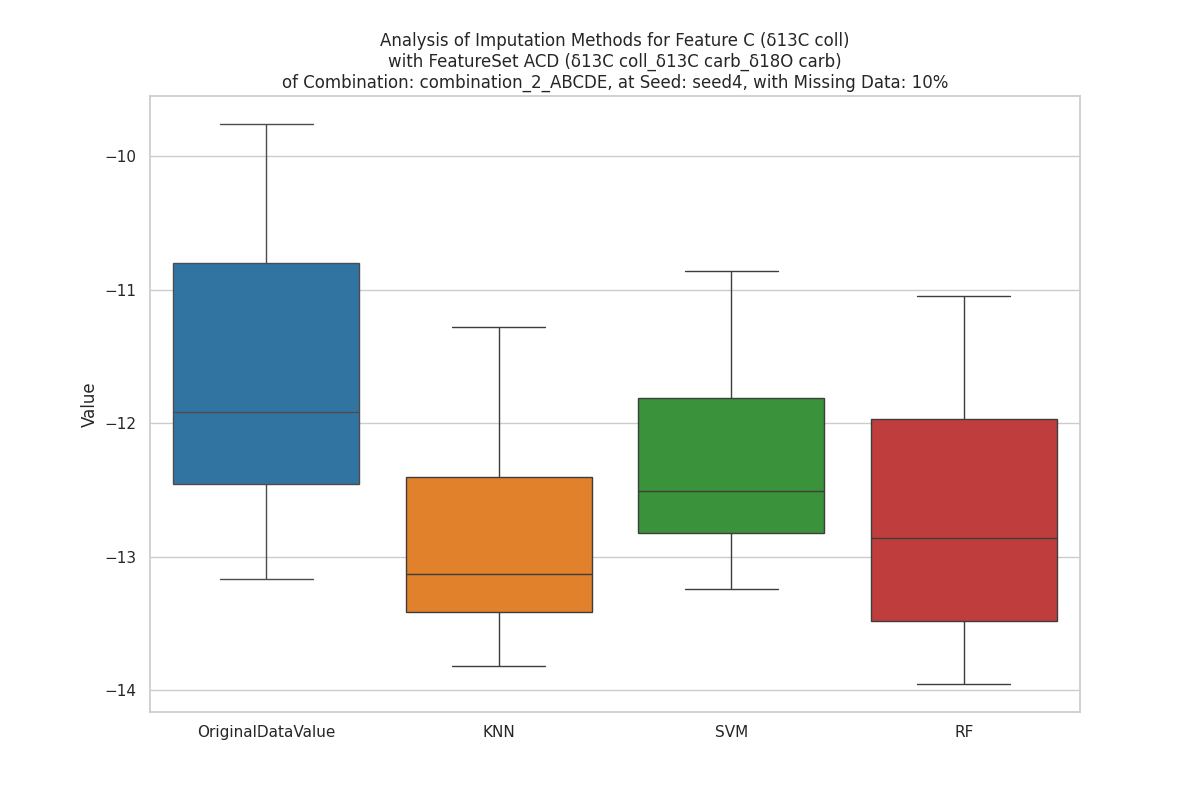 Analysis of Imputation Methods for Feature C (δ13C coll)
with FeatureSet ACD (δ13C coll_δ13C carb_δ18O carb)
of Combination: combination_2_ABCDE, at Seed: seed4, with Missing Data: 10%
Value
−10
−11
−12
−13
−14
OriginalDataValue
KNN
SVM
RF